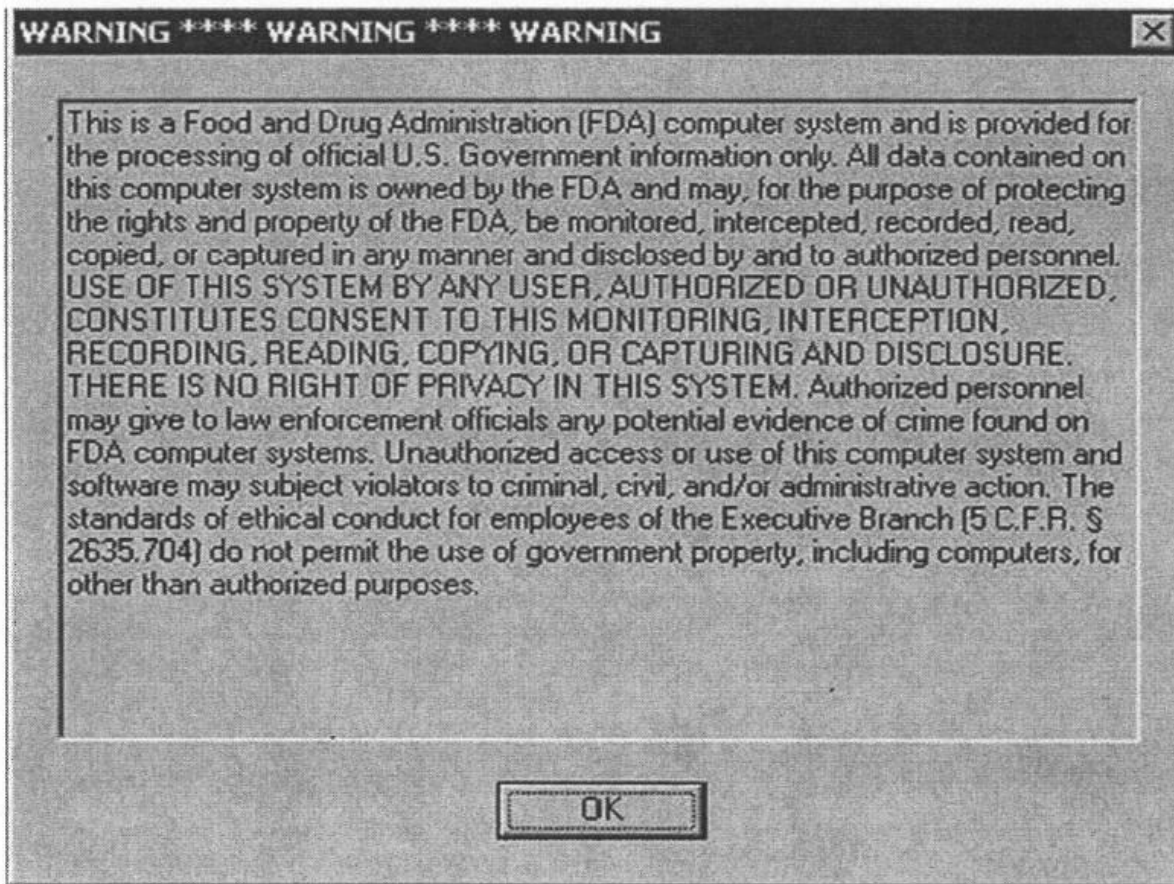 WARNING **** WARNING **** WARNING
This is a Food and Drug Administration (FDA) computer system and is provided for
the processing of official U.S. Government information only. All data contained on
this computer system is owned by the FDA and may, for the purpose of protecting
the rights and property of the FDA, be monitored, intercepted, recorded, read,
copied, or captured in any manner and disclosed by and to authorized personnel.
USE OF THIS SYSTEM BY ANY USER, AUTHORIZED OR UNAUTHORIZED,
CONSTITUTES CONSENT TO THIS MONITORING, INTERCEPTION,
RECORDING, READING, COPYING, OR CAPTURING AND DISCLOSURE.
THERE IS NO RIGHT OF PRIVACY IN THIS SYSTEM. Authorized personnel
may give to law enforcement officials any potential evidence of crime found on
FDA computer systems. Unauthorized access or use of this computer system and
software may subject violators to criminal, civil, and/or administrative action. The
standards of ethical conduct for employees of the Executive Branch (5 C.F.R. §
2635.704) do not permit the use of government property, including computers, for
other than authorized purposes.
OK